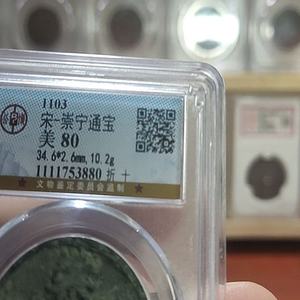 1103
宋-崇宁通宝
美 80
34.6*2.6mm,10.2g
1111753880 折十
★ 文物鉴定委员会监制 ★